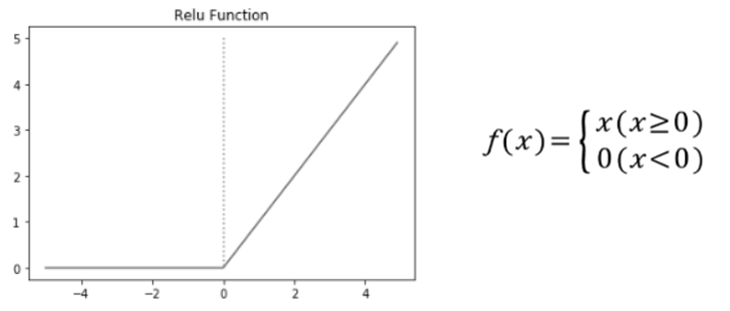 Relu Function
5
4
3
2
1
0
−4 −2 0 2 4
f(x)= { x(x≥0)
0(x<0)